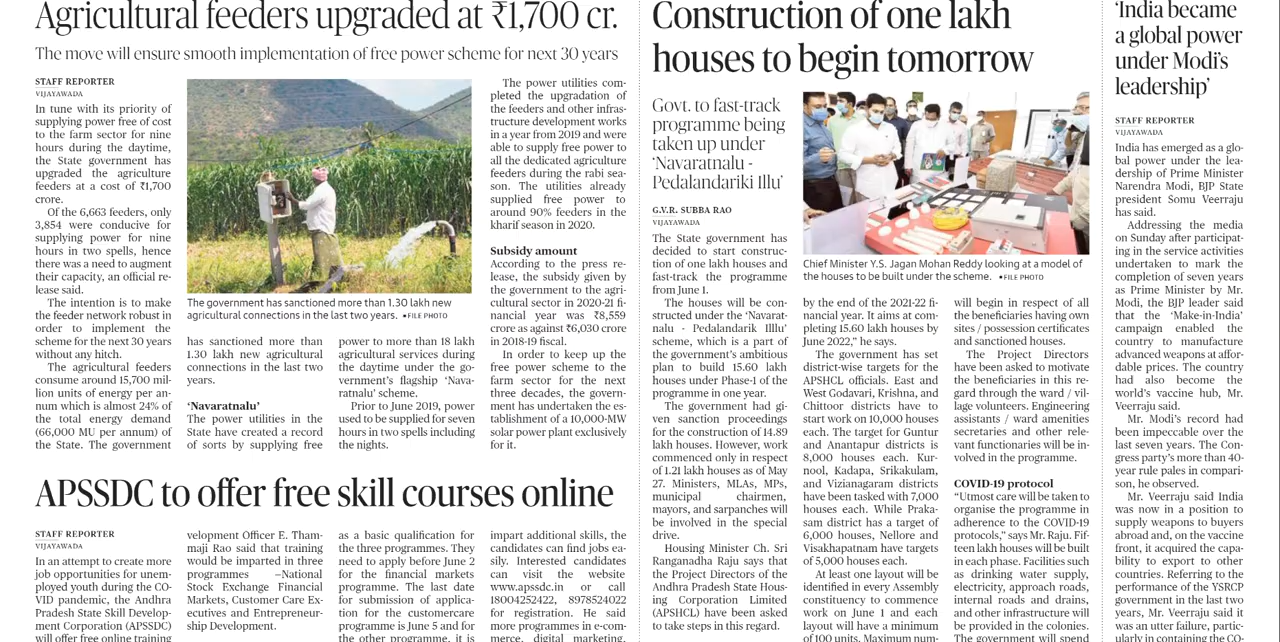 Agricultural feeders upgraded at ₹1,700 cr.
The move will ensure smooth implementation of free power scheme for next 30 years
STAFF REPORTER
VIJAYAWADA
In tune with its priority of
supplying power free of cost
to the farm sector for nine
hours during the daytime,
the State government has
upgraded the agriculture
feeders at a cost of ₹1,700
crore.
Of the 6,663 feeders, only
3,854 were conducive for
supplying power for nine
hours in two spells, hence
there was a need to augment
their capacity, an official re-
lease said.
The intention is to make
the feeder network robust in
order to implement the
scheme for the next 30 years
without any hitch.
The agricultural feeders
consume around 15,700 mil-
lion units of energy per an-
num which is almost 24% of
the total energy demand
(66,000 MU per annum) of
the State. The government
The government has sanctioned more than 1.30 lakh new
agricultural connections in the last two years. •FILE PHOTO
has sanctioned more than
1.30 lakh new agricultural
connections in the last two
years.
‘Navaratnalu’
The power utilities in the
State have created a record
of sorts by supplying free
power to more than 18 lakh
agricultural services during
the daytime under the go-
vernment’s flagship ‘Nava-
ratnalu’ scheme.
Prior to June 2019, power
used to be supplied for seven
hours in two spells including
the nights.
The power utilities com-
pleted the upgradation of
the feeders and other infras-
tructure development works
in a year from 2019 and were
able to supply free power to
all the dedicated agriculture
feeders during the rabi sea-
son. The utilities already
supplied free power to
around 90% feeders in the
kharif season in 2020.
Subsidy amount
According to the press re-
lease, the subsidy given by
the government to the agri-
cultural sector in 2020-21 fi-
nancial year was ₹8,559
crore as against ₹6,030 crore
in 2018-19 fiscal.
In order to keep up the
free power scheme to the
farm sector for the next
three decades, the govern-
ment has undertaken the es-
tablishment of a 10,000-MW
solar power plant exclusively
for it.
APSSDC to offer free skill courses online
STAFF REPORTER
VIJAYAWADA
In an attempt to create more
job opportunities for unem-
ployed youth during the CO-
VID pandemic, the Andhra
Pradesh State Skill Develop-
ment Corporation (APSSDC)
will offer free online training
velopment Officer E. Tham-
maji Rao said that training
would be imparted in three
programmes —National
Stock Exchange Financial
Markets, Customer Care Ex-
ecutives and Entrepreneur-
ship Development.
as a basic qualification for
the three programmes. They
need to apply before June 2
for the financial markets
programme. The last date
for submission of applica-
tion for the customercare
programme is June 5 and for
the other programme, it is
impart additional skills, the
candidates can find jobs ea-
sily. Interested candidates
can visit the website
www.apssdc.in or call
18004252422, 8978524022
for registration. He said
more programmes in e-com-
merce, digital marketing,
Construction of one lakh
houses to begin tomorrow
Govt. to fast-track
programme being
taken up under
‘Navaratnalu -
Pedalandariki Illu’
G.V.R. SUBBA RAO
VIJAYAWADA
The State government has
decided to start construc-
tion of one lakh houses and
fast-track the programme
from June 1.
The houses will be con-
structed under the ‘Navarat-
nalu - Pedalandarik Illlu’
scheme, which is a part of
the government’s ambitious
plan to build 15.60 lakh
houses under Phase-1 of the
programme in one year.
The government had gi-
ven sanction proceedings
for the construction of 14.89
lakh houses. However, work
commenced only in respect
of 1.21 lakh houses as of May
27. Ministers, MLAs, MPs,
municipal chairmen,
mayors, and sarpanches will
be involved in the special
drive.
Housing Minister Ch. Sri
Ranganadha Raju says that
the Project Directors of the
Andhra Pradesh State Hous-
ing Corporation Limited
(APSHCL) have been asked
to take steps in this regard.
Chief Minister Y.S. Jagan Mohan Reddy looking at a model of
the houses to be built under the scheme. •FILE PHOTO
by the end of the 2021-22 fi-
nancial year. It aims at com-
pleting 15.60 lakh houses by
June 2022,” he says.
The government has set
district-wise targets for the
APSHCL officials. East and
West Godavari, Krishna, and
Chittoor districts have to
start work on 10,000 houses
each. The target for Guntur
and Anantapur districts is
8,000 houses each. Kur-
nool, Kadapa, Srikakulam,
and Vizianagaram districts
have been tasked with 7,000
houses each. While Praka-
sam district has a target of
6,000 houses, Nellore and
Visakhapatnam have targets
of 5,000 houses each.
At least one layout will be
identified in every Assembly
constituency to commence
work on June 1 and each
layout will have a minimum
of 100 units. Maximum num-
will begin in respect of all
the beneficiaries having own
sites / possession certificates
and sanctioned houses.
The Project Directors
have been asked to motivate
the beneficiaries in this re-
gard through the ward / vil-
lage volunteers. Engineering
assistants / ward amenities
secretaries and other rele-
vant functionaries will be in-
volved in the programme.
COVID-19 protocol
“Utmost care will be taken to
organise the programme in
adherence to the COVID-19
protocols,” says Mr. Raju. Fif-
teen lakh houses will be built
in each phase. Facilities such
as drinking water supply,
electricity, approach roads,
internal roads and drains,
and other infrastructure will
be provided in the colonies.
The government will spend
‘India became
a global power
under Modi’s
leadership’
STAFF REPORTER
VIJAYAWADA
India has emerged as a glo-
bal power under the lea-
dership of Prime Minister
Narendra Modi, BJP State
president Somu Veerraju
has said.
Addressing the media
on Sunday after participat-
ing in the service activities
undertaken to mark the
completion of seven years
as Prime Minister by Mr.
Modi, the BJP leader said
that the ‘Make-in-India’
campaign enabled the
country to manufacture
advanced weapons at affor-
dable prices. The country
had also become the
world’s vaccine hub, Mr.
Veerraju said.
Mr. Modi’s record had
been impeccable over the
last seven years. The Con-
gress party’s more than 40-
year rule pales in compari-
son, he observed.
Mr. Veerraju said India
was now in a position to
supply weapons to buyers
abroad and, on the vaccine
front, it acquired the capa-
bility to export to other
countries. Referring to the
performance of the YSRCP
government in the last two
years, Mr. Veerraju said it
was an utter failure, partic-
ularly in containing the CO-